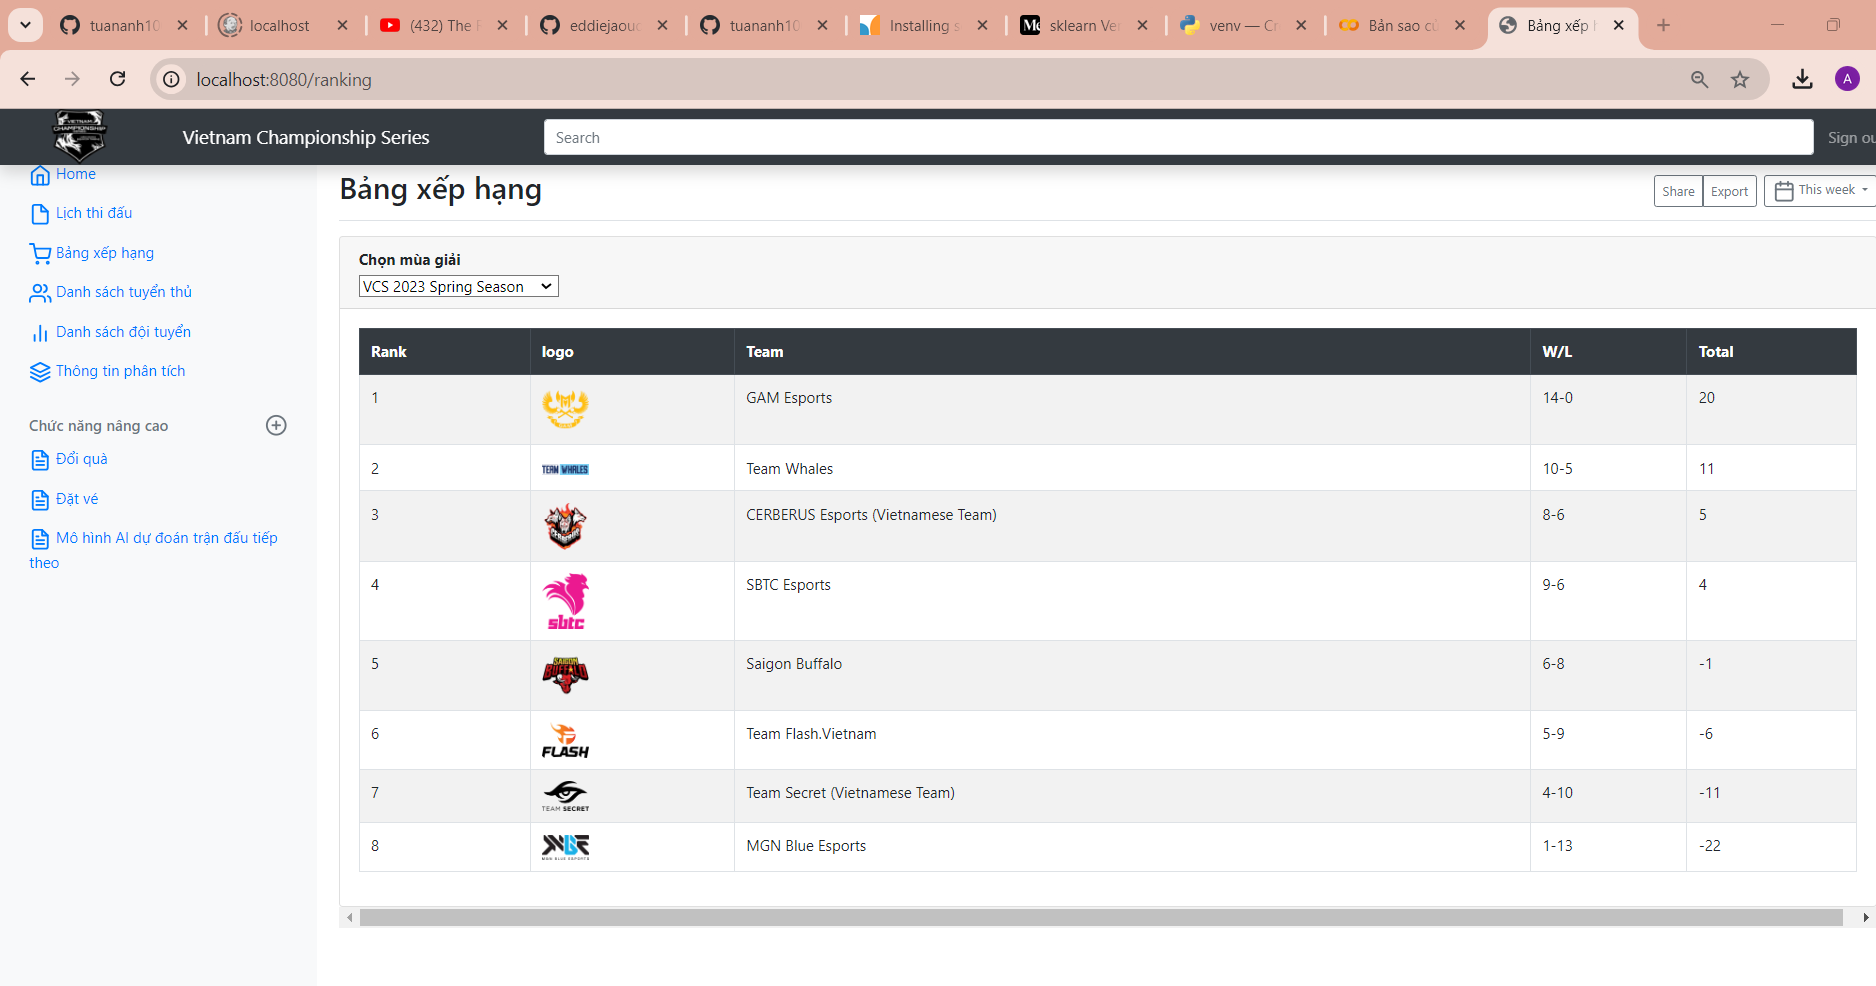 tuananh10
localhost
(432) The
eddiejaouc
tuananh10
Installing s
sklearn Ver
venv — Cr
Bản sao củ
Bảng xếp h
localhost:8080/ranking
A
Vietnam Championship Series
Search
Sign ou
Home
Lịch thi đấu
Bảng xếp hạng
Danh sách tuyển thủ
Danh sách đội tuyển
Thông tin phân tích
Chức năng nâng cao
Đổi quà
Đặt vé
Mô hình AI dự đoán trận đấu tiếp
theo
Bảng xếp hạng
Share Export This week
Chọn mùa giải
VCS 2023 Spring Season
Rank logo Team W/L Total
1 GAM Esports 14-0 20
2 TEAM WHALES Team Whales 10-5 11
3 CERBERUS Esports (Vietnamese Team) 8-6 5
4 sbtc SBTC Esports 9-6 4
5 SAIGON BUFFALO Saigon Buffalo 6-8 -1
6 FLASH Team Flash.Vietnam 5-9 -6
7 TEAM SECRET Team Secret (Vietnamese Team) 4-10 -11
8 MGN BLUE ESPORTS MGN Blue Esports 1-13 -22